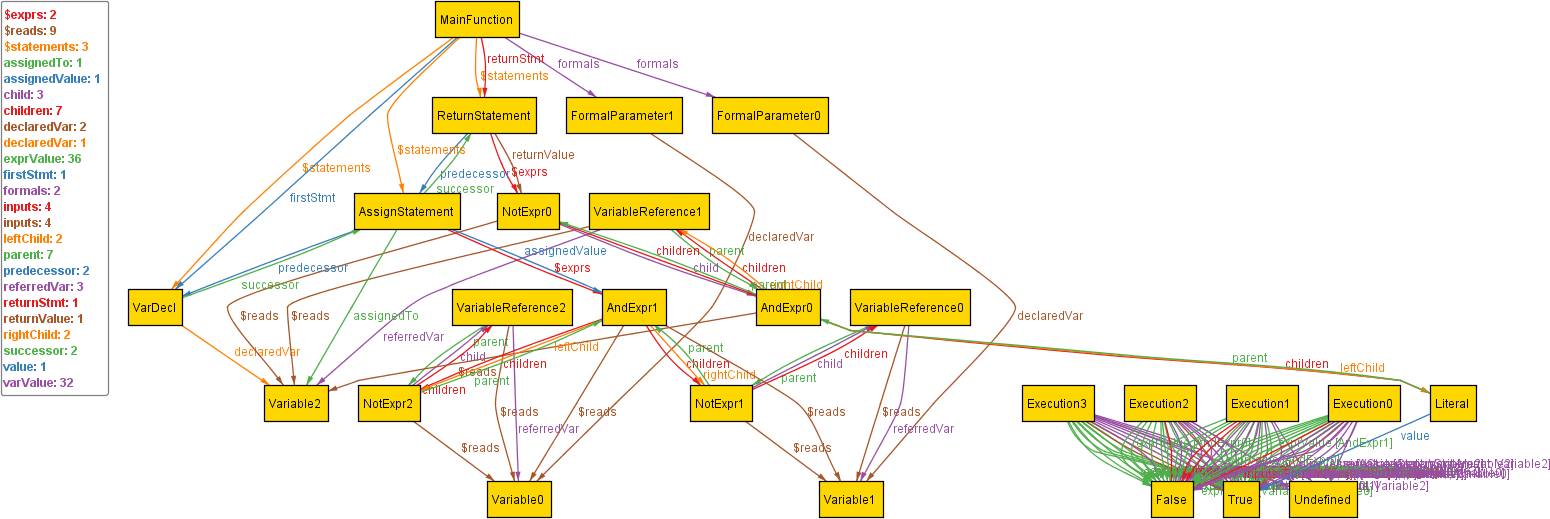 $exprs: 2
$reads: 9
$statements: 3
assignedTo: 1
assignedValue: 1
child: 3
children: 7
declaredVar: 2
declaredVar: 1
exprValue: 36
firstStmt: 1
formals: 2
inputs: 4
inputs: 4
leftChild: 2
parent: 7
predecessor: 2
referredVar: 3
returnStmt: 1
returnValue: 1
rightChild: 2
successor: 2
value: 1
varValue: 32
MainFunction
returnStmt
formals
formals
$statements
ReturnStatement
FormalParameter1
FormalParameter0
$statements
returnValue
$statements
predecessor
$exprs
firstStmt
successor
AssignStatement
NotExpr0
VariableReference1
declaredVar
assignedValue
children
parent
predecessor
$exprs
child
children
successor
parent
rightChild
VarDecl
VariableReference2
AndExpr1
AndExpr0
VariableReference0
$reads
$reads
assignedTo
declaredVar
referredVar
parent
leftChild
parent
children
declaredVar
child
children
children
child
parent
children
leftChild
$reads
rightChild
parent
children
Variable2
NotExpr2
NotExpr1
Execution3
Execution2
Execution1
Execution0
Literal
$reads
$reads
$reads
referredVar
referredVar
value
$reads
$reads
Variable0
Variable1
False
True
Undefined